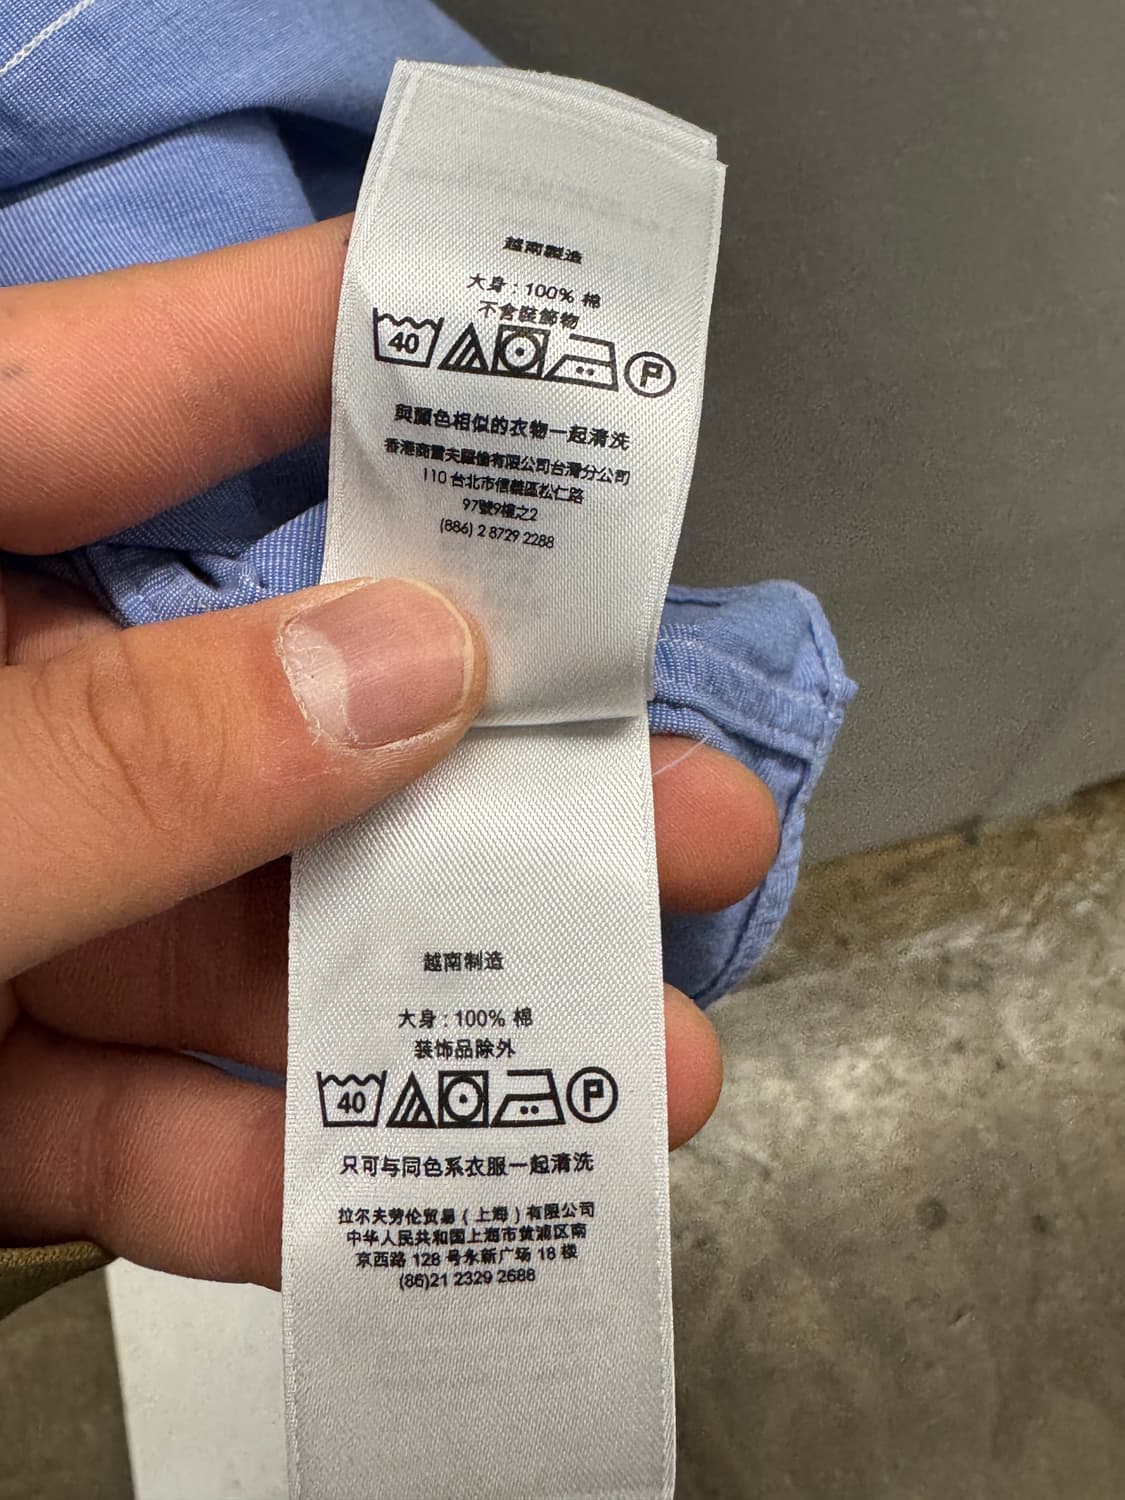 越南製造
大身 : 100% 棉
不含裝飾物
40 P
與顏色相似的衣物一起清洗
香港商雷夫羅倫有限公司台灣分公司
110 台北市信義區松仁路
97號9樓之2
(886) 2 8729 2288
越南制造
大身 : 100% 棉
装饰品除外
40 P
只可与同色系衣服一起清洗
拉尔夫劳伦贸易 ( 上海 ) 有限公司
中华人民共和国上海市黄浦区南
京西路 128 号永新广场 18 楼
(86)21 2329 2688